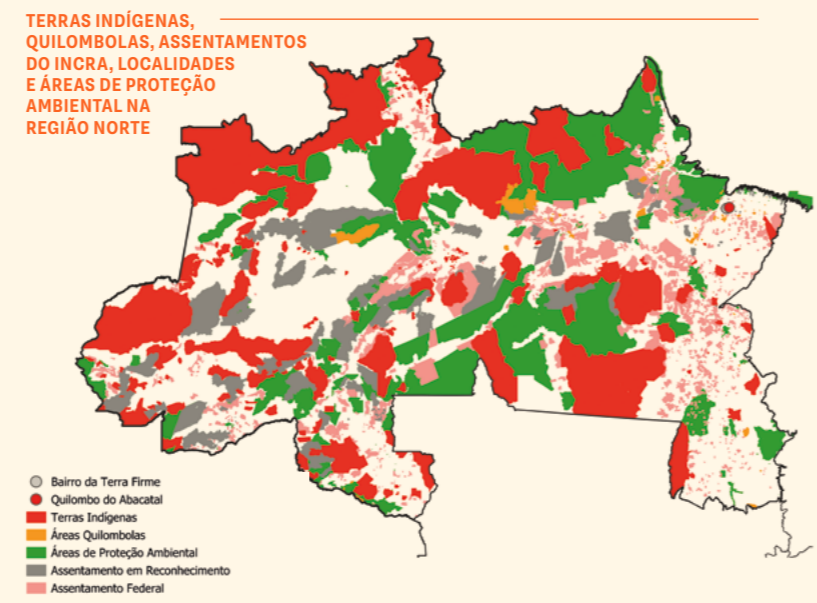 TERRAS INDÍGENAS,
QUILOMBOLAS, ASSENTAMENTOS
DO INCRA, LOCALIDADES
E ÁREAS DE PROTEÇÃO
AMBIENTAL NA
REGIÃO NORTE
Bairro da Terra Firme
Quilombo do Abacatal
Terras Indígenas
Áreas Quilombolas
Áreas de Proteção Ambiental
Assentamento em Reconhecimento
Assentamento Federal